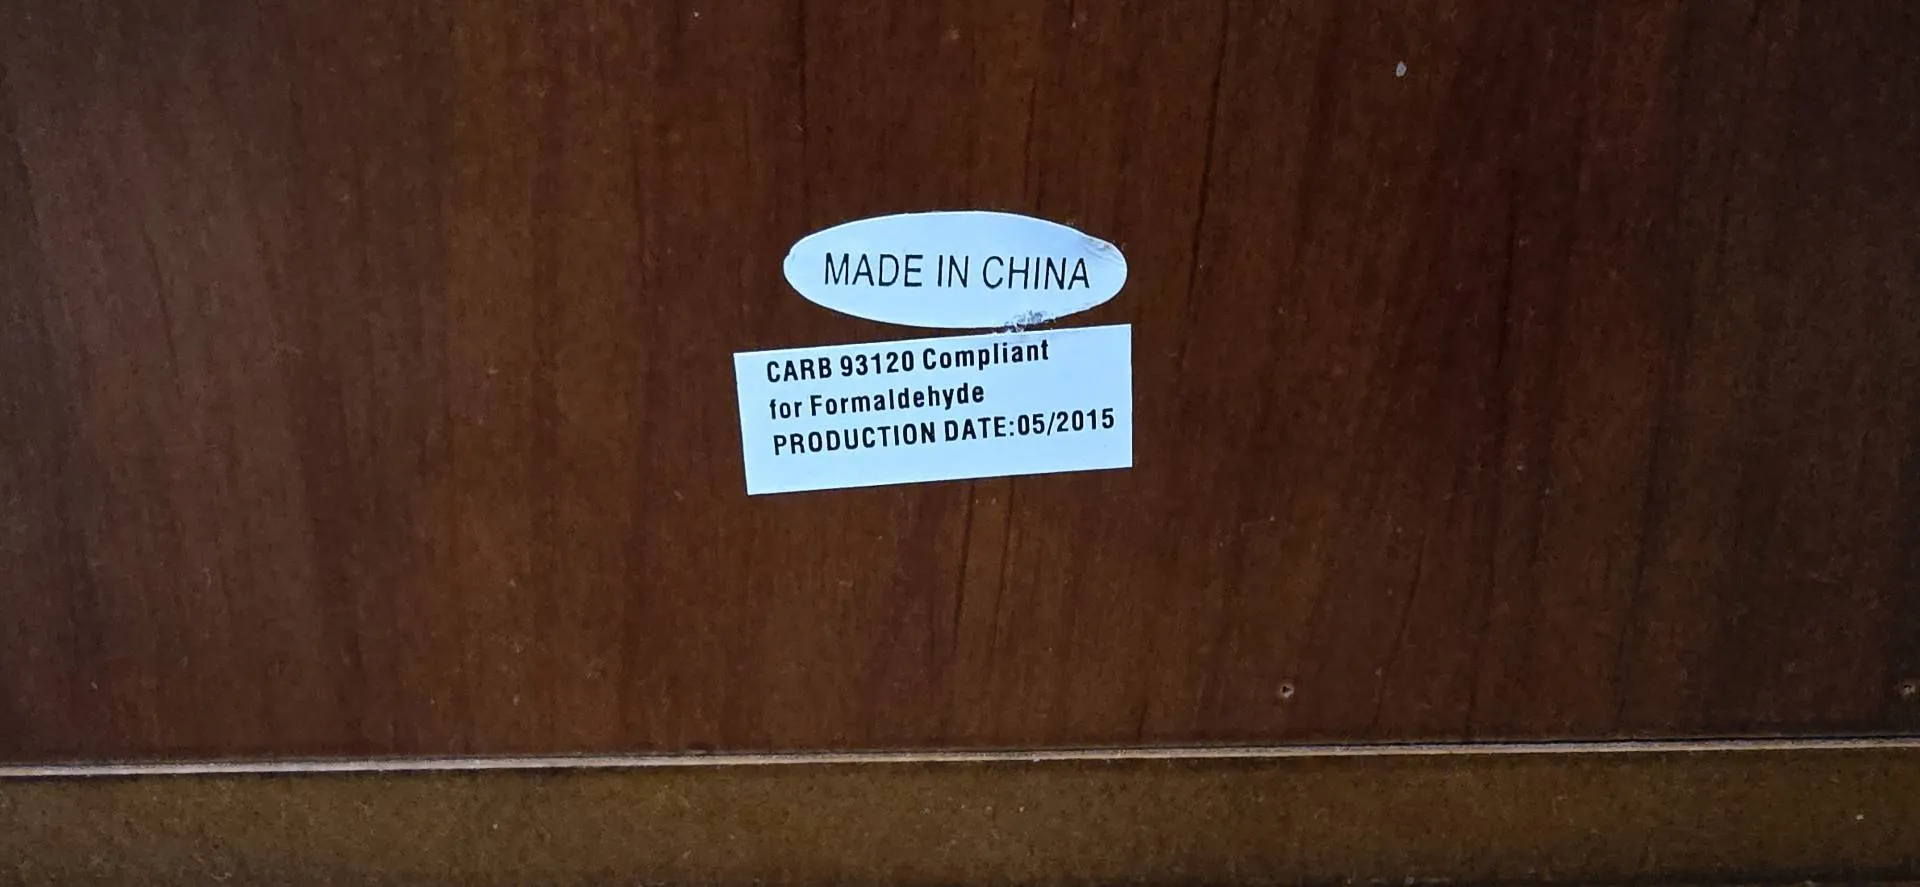 MADE IN CHINA
CARB 93120 Compliant
for Formaldehyde
PRODUCTION DATE:05/2015